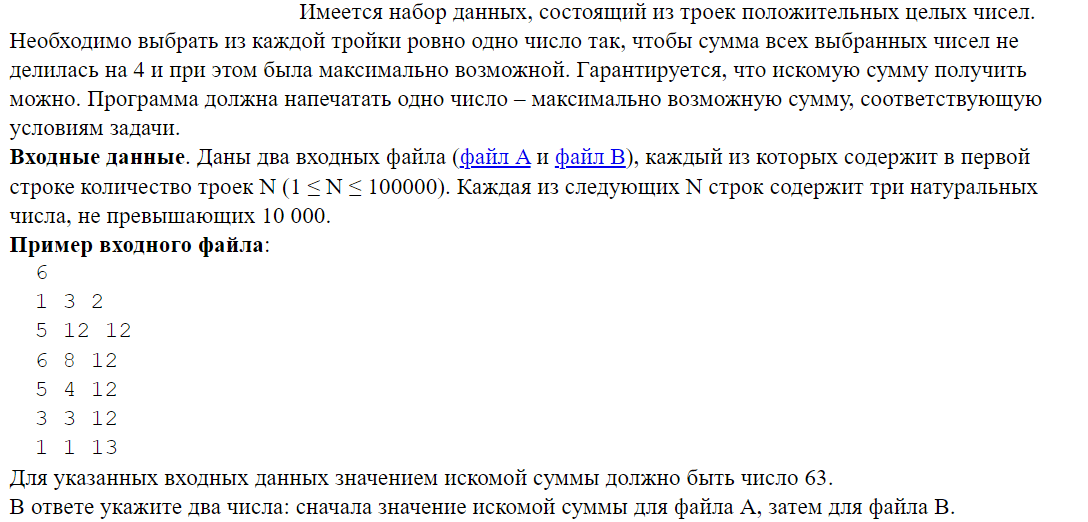 Имеется набор данных, состоящий из троек положительных целых чисел.
Необходимо выбрать из каждой тройки ровно одно число так, чтобы сумма всех выбранных чисел не
делилась на 4 и при этом была максимально возможной. Гарантируется, что искомую сумму получить
можно. Программа должна напечатать одно число – максимально возможную сумму, соответствующую
условиям задачи.
Входные данные. Даны два входных файла (файл A и файл B), каждый из которых содержит в первой
строке количество троек N (1 ≤ N ≤ 100000). Каждая из следующих N строк содержит три натуральных
числа, не превышающих 10 000.
Пример входного файла:
6
1 3 2
5 12 12
6 8 12
5 4 12
3 3 12
1 1 13
Для указанных входных данных значением искомой суммы должно быть число 63.
В ответе укажите два числа: сначала значение искомой суммы для файла A, затем для файла B.